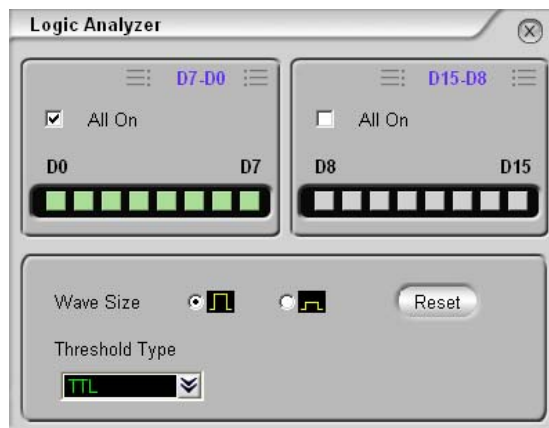 Logic Analyzer
D7-D0
D15-D8
All On
All On
D0 D7
D8 D15
Wave Size
Reset
Threshold Type
TTL